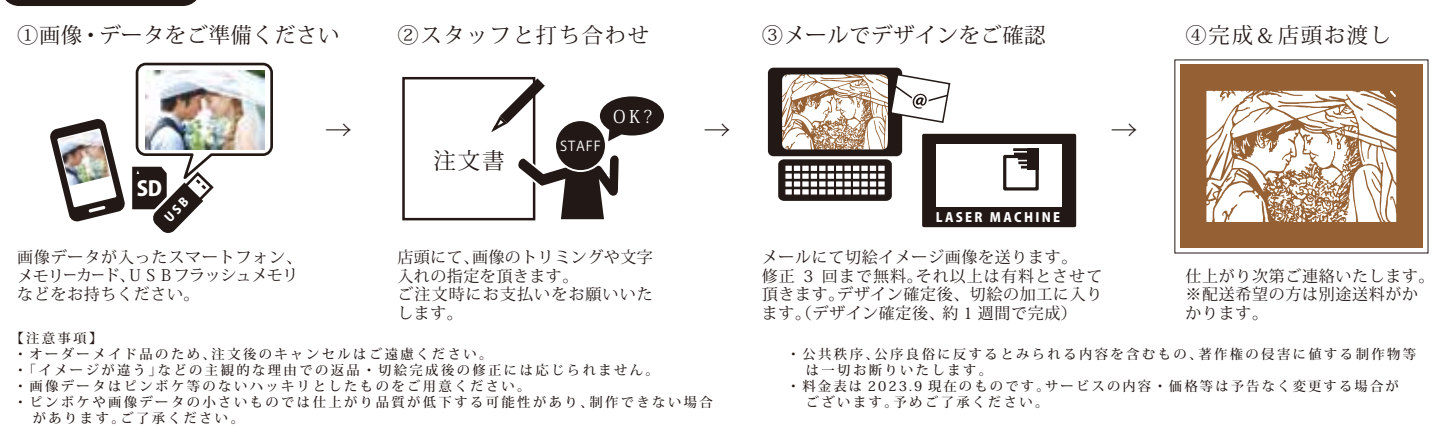 ①画像・データをご準備ください
SD
USB
画像データが入ったスマートフォン、
メモリーカード、USBフラッシュメモリ
などをお持ちください。
→
②スタッフと打ち合わせ
注文書
STAFF
OK?
店頭にて、画像のトリミングや文字
入れの指定を頂きます。
ご注文時にお支払いをお願いいた
します。
→
③メールでデザインをご確認
@
LASER MACHINE
メールにて切絵イメージ画像を送ります。
修正 3 回まで無料。それ以上は有料とさせて
頂きます。デザイン確定後、切絵の加工に入り
ます。(デザイン確定後、約 1 週間で完成)
→
④完成&店頭お渡し
仕上がり次第ご連絡いたします。
※配送希望の方は別途送料がか
かります。
【注意事項】
・オーダーメイド品のため、注文後のキャンセルはご遠慮ください。
・「イメージが違う」などの主観的な理由での返品・切絵完成後の修正には応じられません。
・画像データはピンボケ等のないハッキリとしたものをご用意ください。
・ピンボケや画像データの小さいものでは仕上がり品質が低下する可能性があり、制作できない場合
があります。ご了承ください。
・公共秩序、公序良俗に反するとみられる内容を含むもの、著作権の侵害に値する制作物等
は一切お断りいたします。
・料金表は 2023.9 現在のものです。サービスの内容・価格等は予告なく変更する場合が
ございます。予めご了承ください。